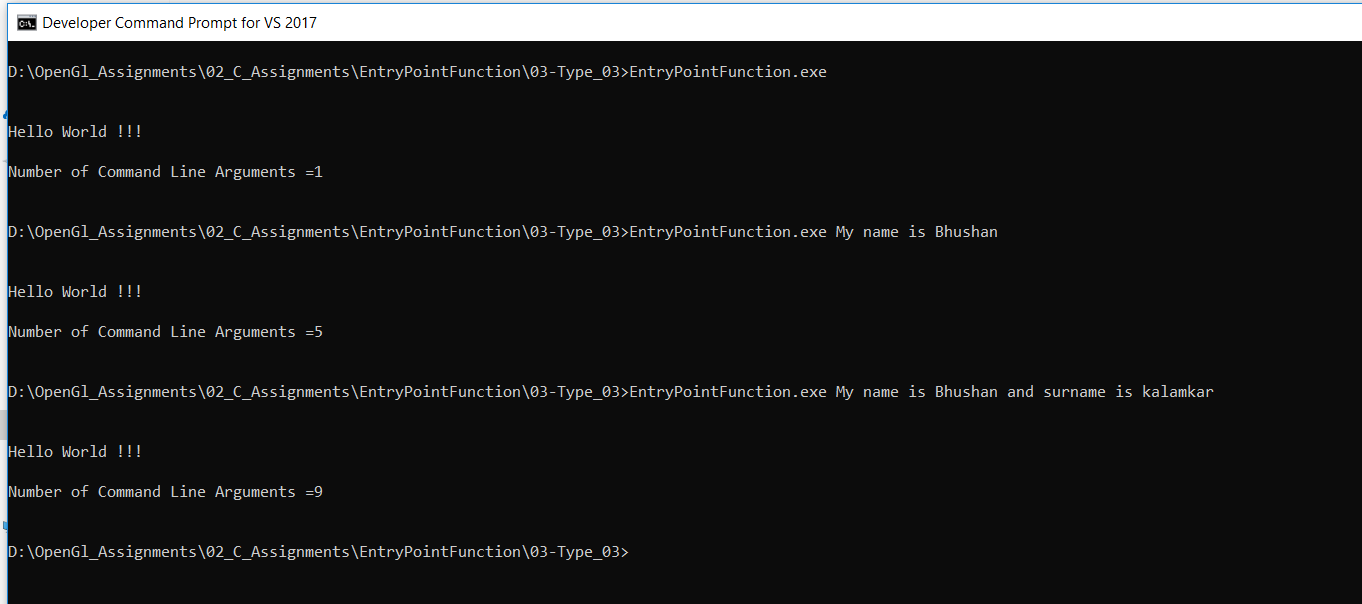 Developer Command Prompt for VS 2017
D:\OpenGl_Assignments\02_C_Assignments\EntryPointFunction\03-Type_03>EntryPointFunction.exe
Hello World !!!
Number of Command Line Arguments =1
D:\OpenGl_Assignments\02_C_Assignments\EntryPointFunction\03-Type_03>EntryPointFunction.exe My name is Bhushan
Hello World !!!
Number of Command Line Arguments =5
D:\OpenGl_Assignments\02_C_Assignments\EntryPointFunction\03-Type_03>EntryPointFunction.exe My name is Bhushan and surname is kalamkar
Hello World !!!
Number of Command Line Arguments =9
D:\OpenGl_Assignments\02_C_Assignments\EntryPointFunction\03-Type_03>